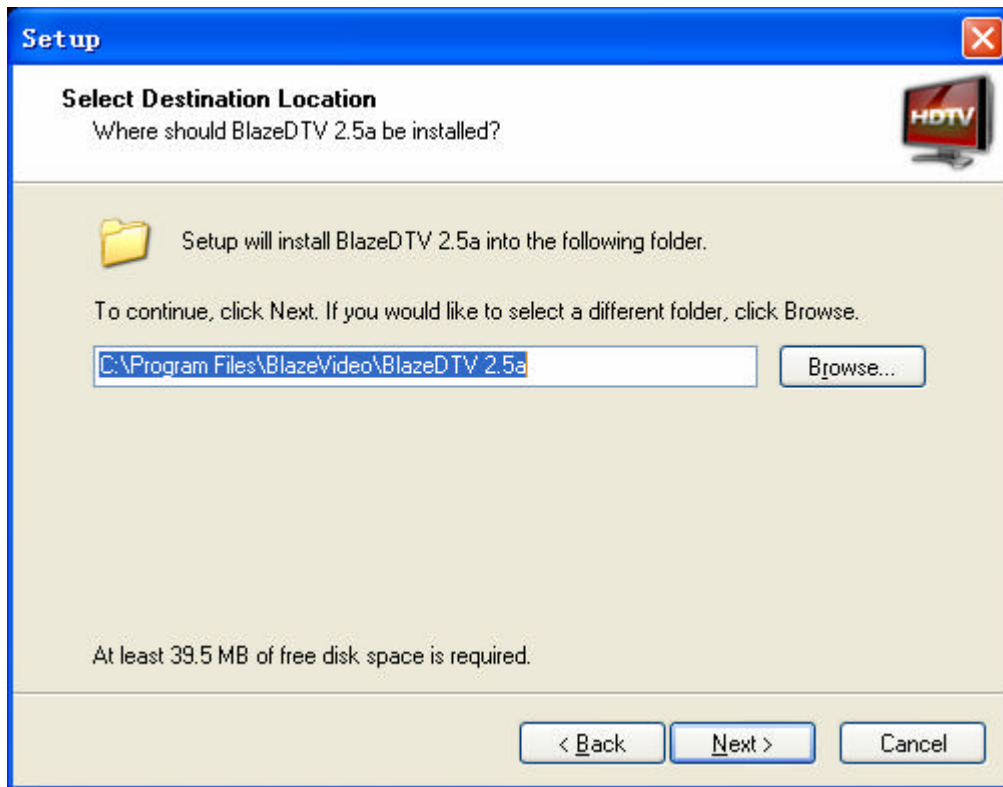 Setup
Select Destination Location
Where should BlazeDTV 2.5a be installed?
HDTV
Setup will install BlazeDTV 2.5a into the following folder.
To continue, click Next. If you would like to select a different folder, click Browse.
C:\Program Files\BlazeVideo\BlazeDTV 2.5a
Browse...
At least 39.5 MB of free disk space is required.
< Back
Next >
Cancel